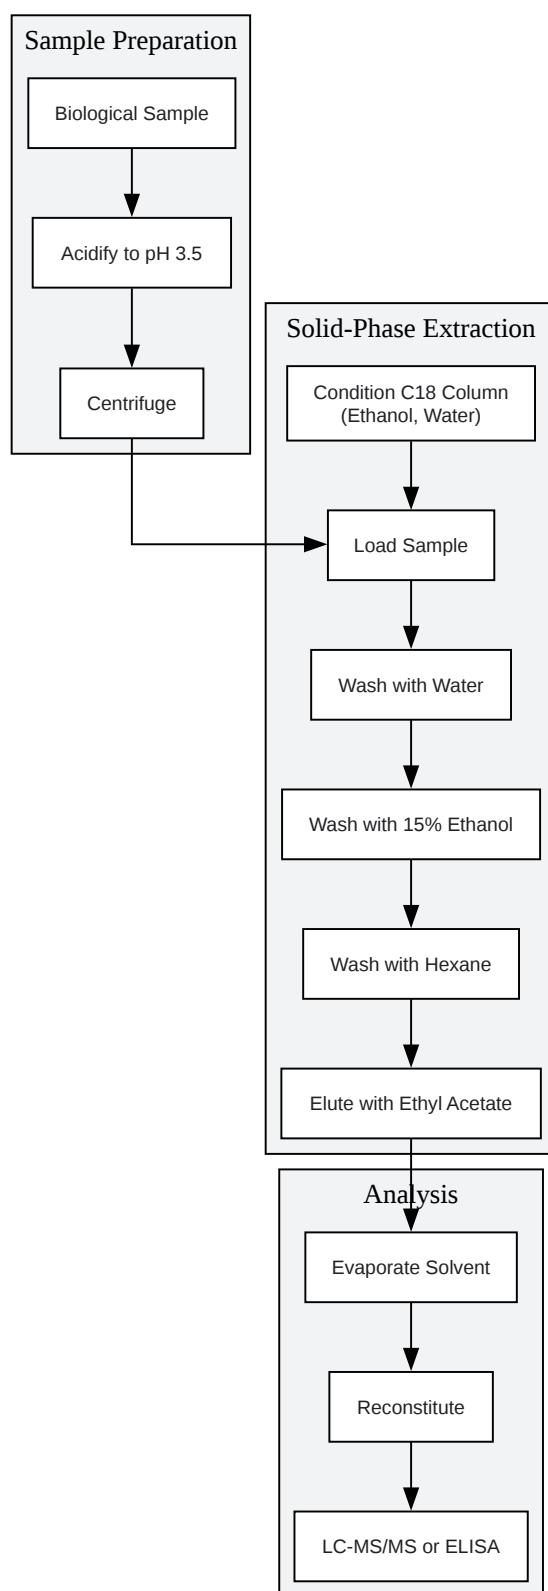 Sample Preparation
Biological Sample
Acidify to pH 3.5
Centrifuge
Solid-Phase Extraction
Condition C18 Column
(Ethanol, Water)
Load Sample
Wash with Water
Wash with 15% Ethanol
Wash with Hexane
Elute with Ethyl Acetate
Analysis
Evaporate Solvent
Reconstitute
LC-MS/MS or ELISA